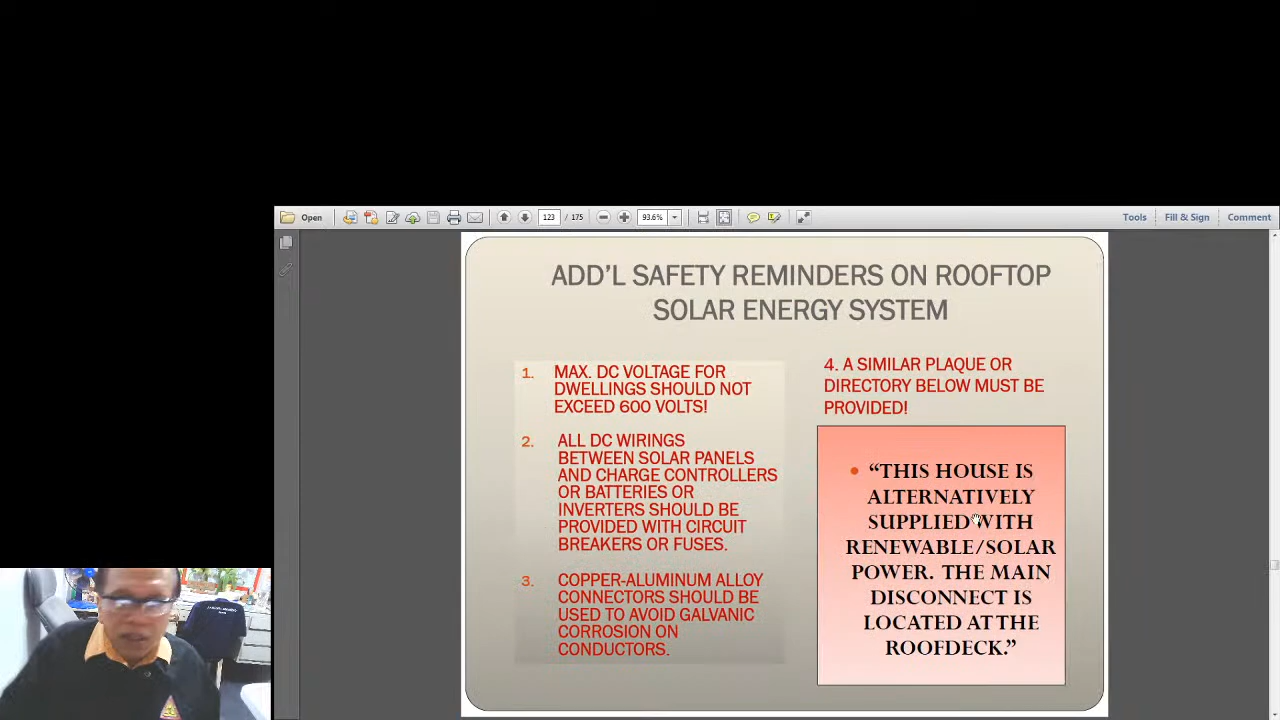 Open
123 / 175
93.6%
Tools
Fill & Sign
Comment
ADD'L SAFETY REMINDERS ON ROOFTOP
SOLAR ENERGY SYSTEM
1. MAX. DC VOLTAGE FOR
DWELLINGS SHOULD NOT
EXCEED 600 VOLTS!
2. ALL DC WIRINGS
BETWEEN SOLAR PANELS
AND CHARGE CONTROLLERS
OR BATTERIES OR
INVERTERS SHOULD BE
PROVIDED WITH CIRCUIT
BREAKERS OR FUSES.
3. COPPER-ALUMINUM ALLOY
CONNECTORS SHOULD BE
USED TO AVOID GALVANIC
CORROSION ON
CONDUCTORS.
4. A SIMILAR PLAQUE OR
DIRECTORY BELOW MUST BE
PROVIDED!
• “THIS HOUSE IS
ALTERNATIVELY
SUPPLIED WITH
RENEWABLE/SOLAR
POWER. THE MAIN
DISCONNECT IS
LOCATED AT THE
ROOFDECK.”